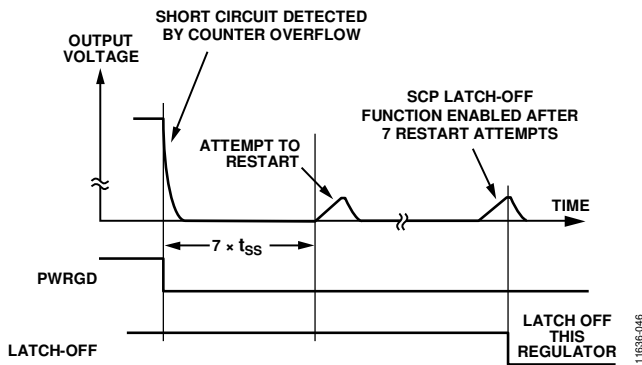 SHORT CIRCUIT DETECTED
BY COUNTER OVERFLOW
OUTPUT
VOLTAGE
SCP LATCH-OFF
FUNCTION ENABLED AFTER
7 RESTART ATTEMPTS
ATTEMPT TO
RESTART
TIME
7 × tSS
PWRGD
LATCH OFF
THIS
REGULATOR
LATCH-OFF
11636-046